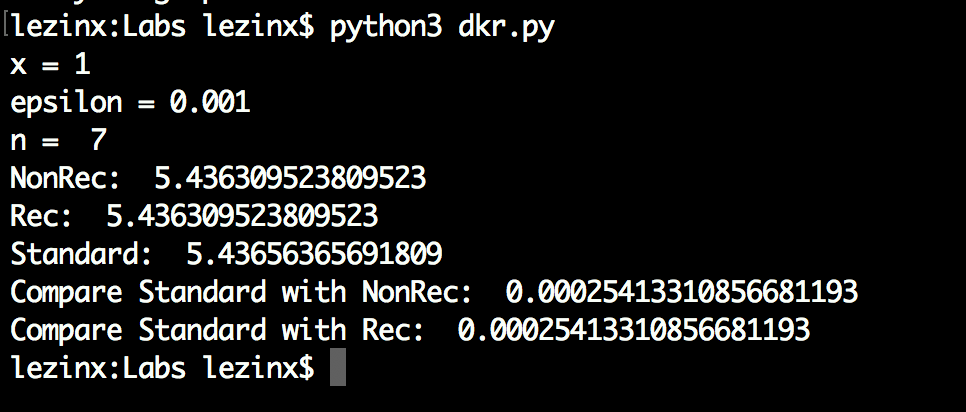 [lezinx:Labs lezinx$ python3 dkr.py
x = 1
epsilon = 0.001
n =  7
NonRec:  5.436309523809523
Rec:  5.436309523809523
Standard:  5.43656365691809
Compare Standard with NonRec:  0.00025413310856681193
Compare Standard with Rec:  0.00025413310856681193
lezinx:Labs lezinx$